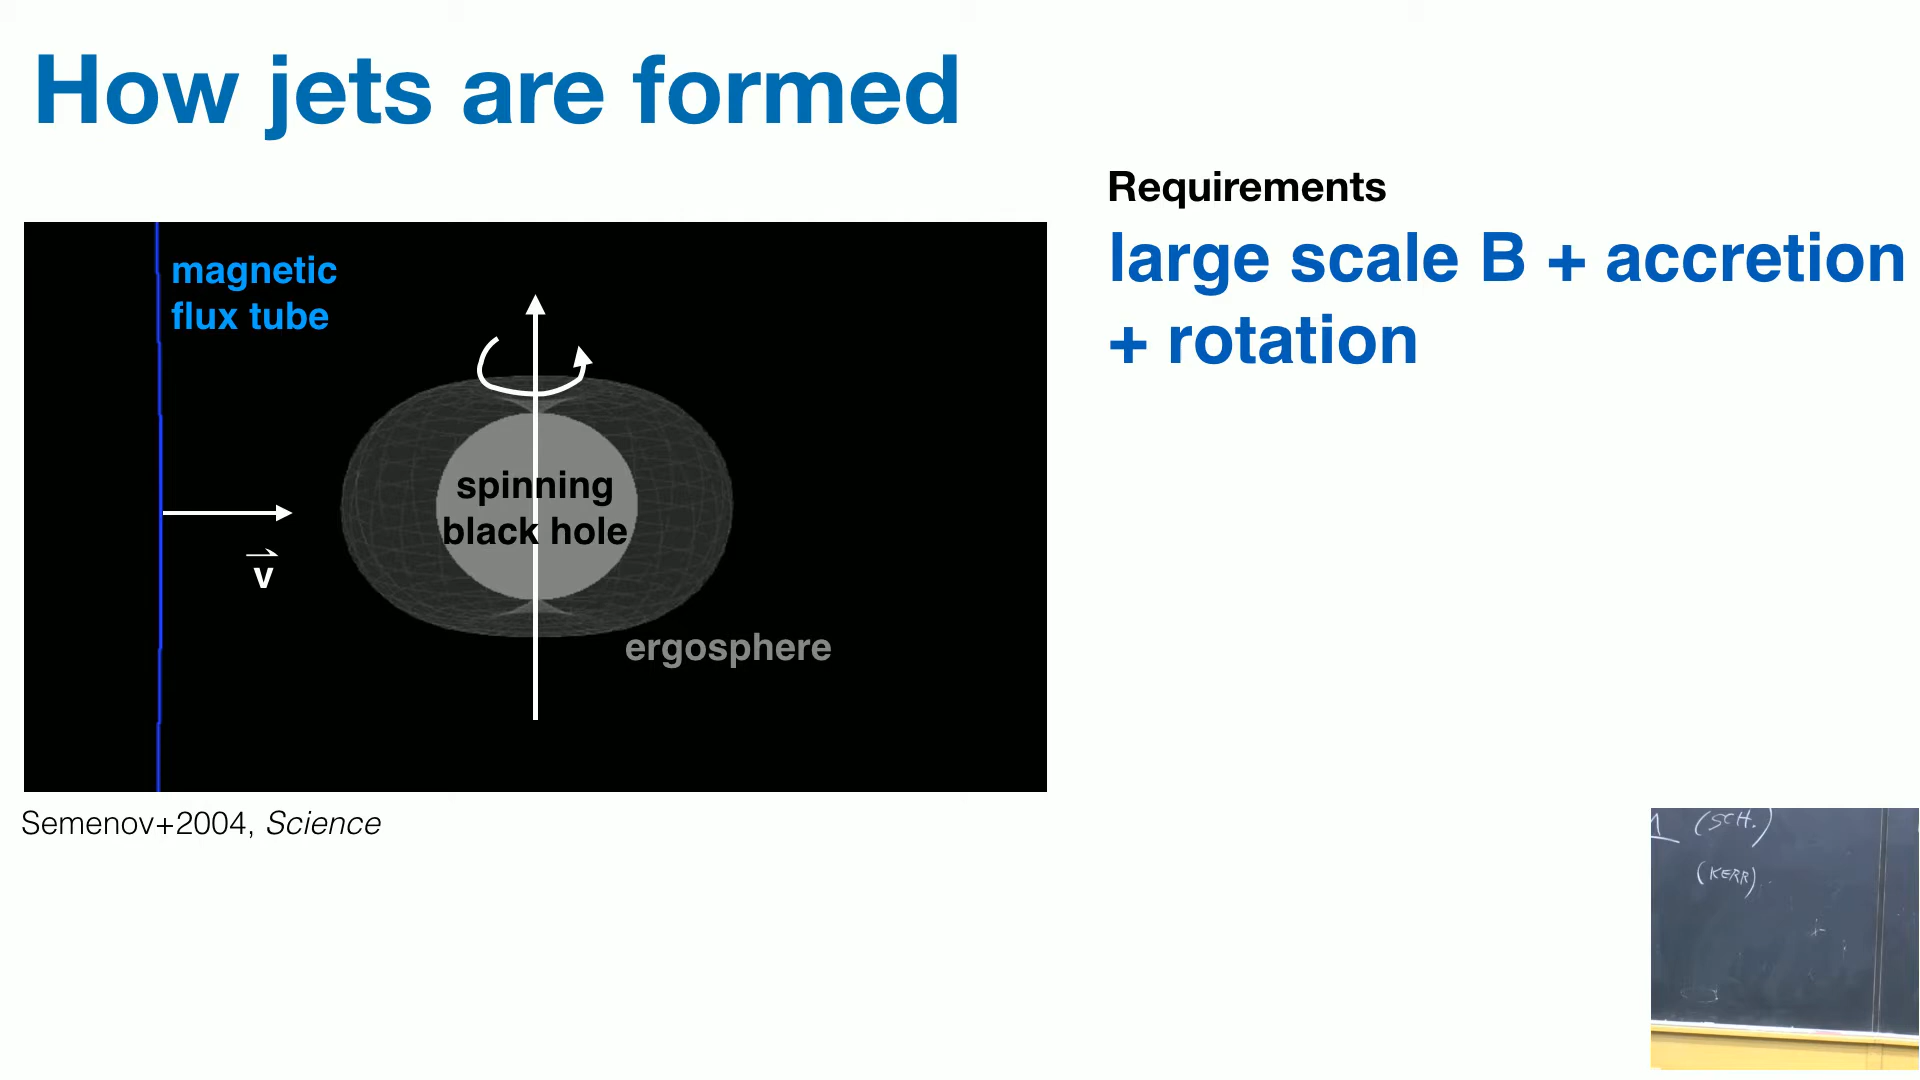 How jets are formed
Requirements
large scale B + accretion
+ rotation
magnetic
flux tube
spinning
black hole
v
ergosphere
Semenov+2004, Science
(SCH.)
(KERR)